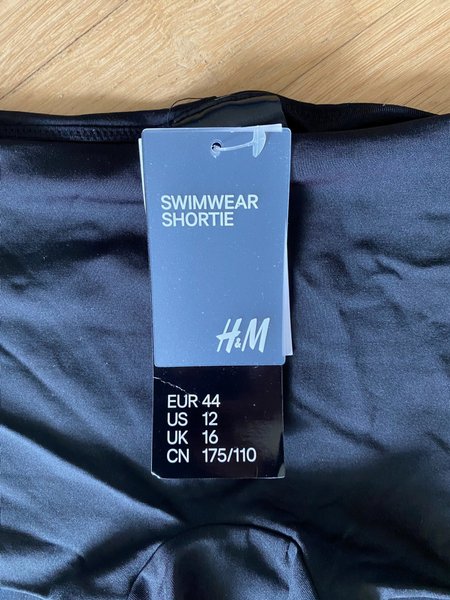 SWIMWEAR
SHORTIE
H&M
EUR 44
US 12
UK 16
CN 175/110